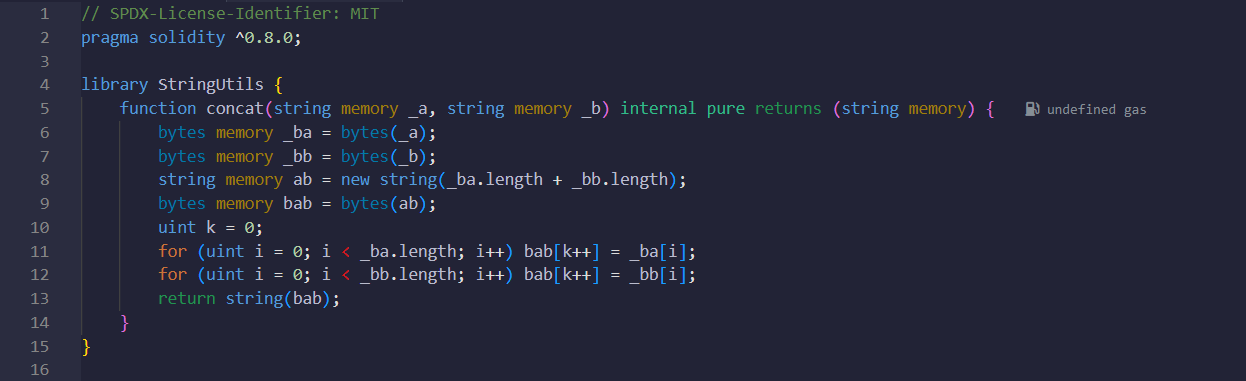 1 // SPDX-License-Identifier: MIT
2 pragma solidity ^0.8.0;
3
4 library StringUtils {
5 function concat(string memory _a, string memory _b) internal pure returns (string memory) { undefined gas
6 bytes memory _ba = bytes(_a);
7 bytes memory _bb = bytes(_b);
8 string memory ab = new string(_ba.length + _bb.length);
9 bytes memory bab = bytes(ab);
10 uint k = 0;
11 for (uint i = 0; i < _ba.length; i++) bab[k++] = _ba[i];
12 for (uint i = 0; i < _bb.length; i++) bab[k++] = _bb[i];
13 return string(bab);
14 }
15 }
16